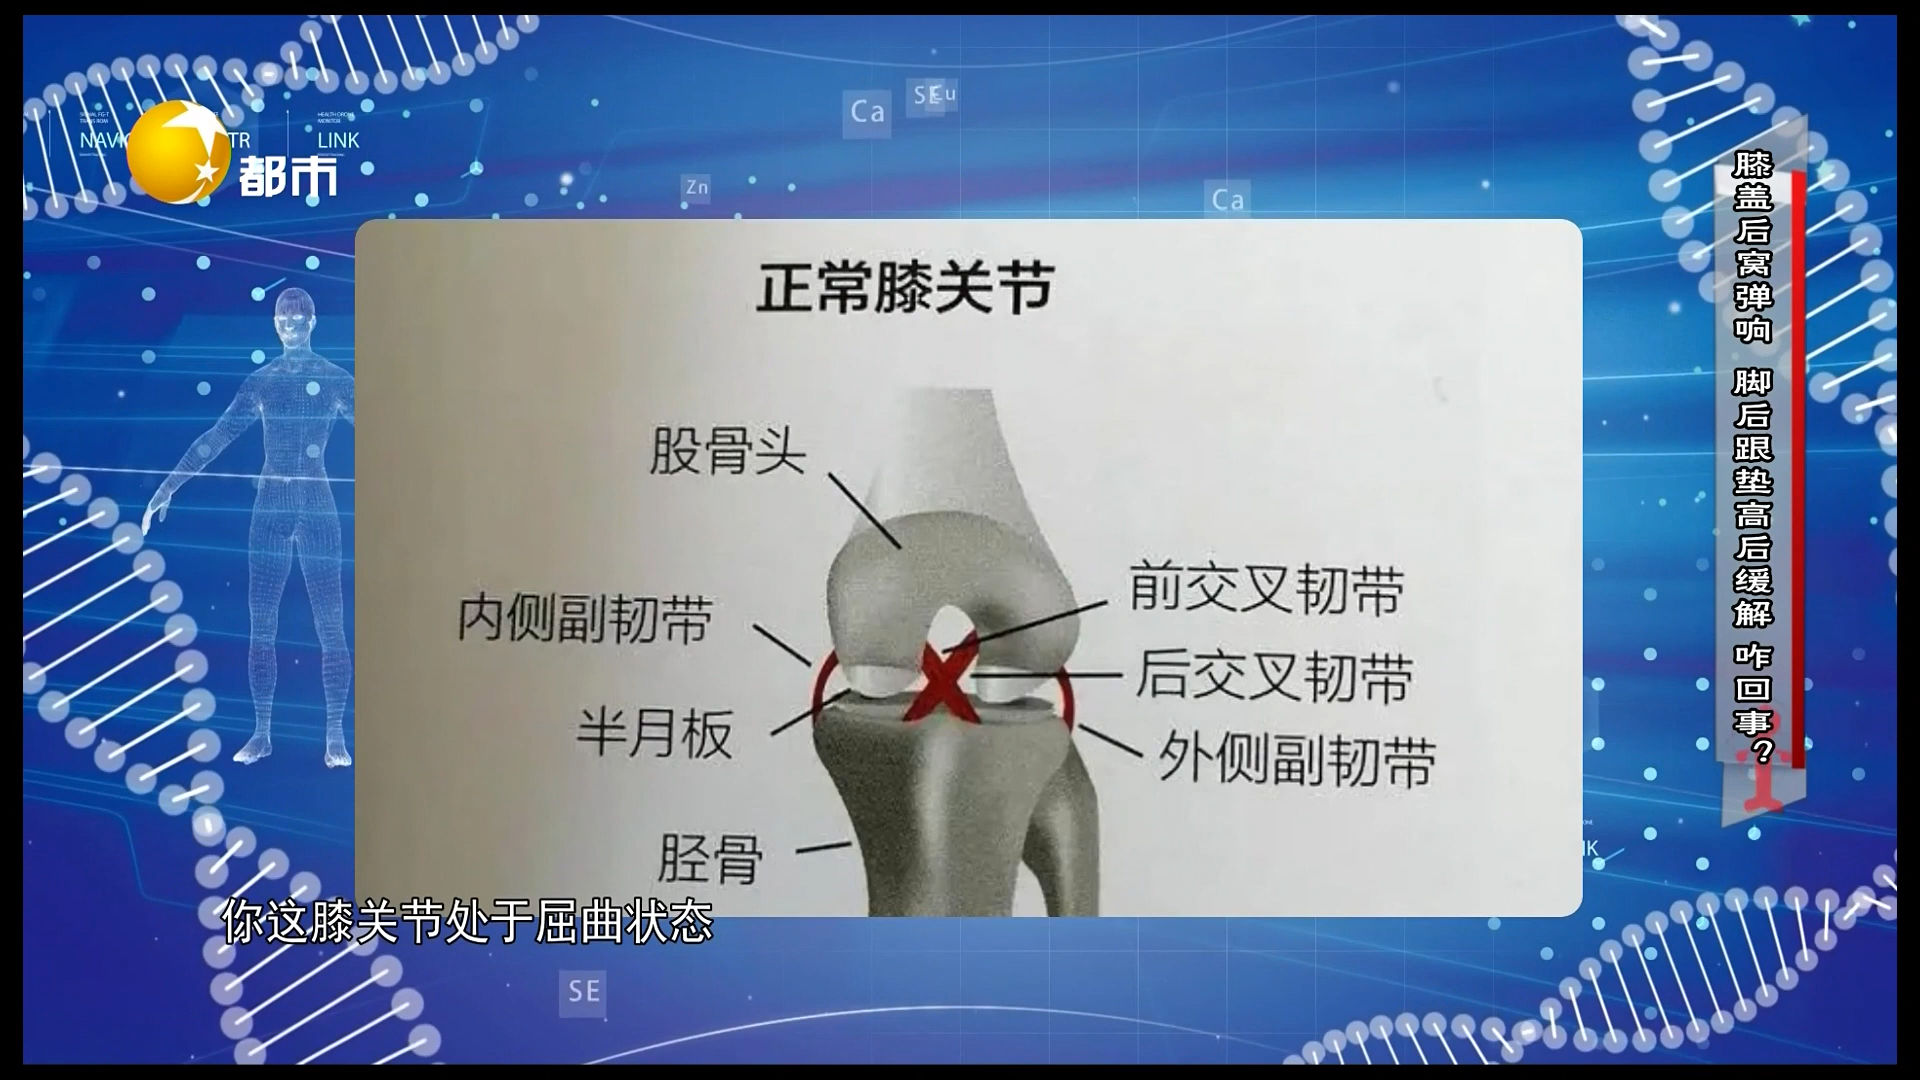 Ca
SE
Cu
NAVI
TR
LINK
都市
Zn
Ca
膝盖后窝弹响 脚后跟垫高后缓解 咋回事？
正常膝关节
股骨头
内侧副韧带
前交叉韧带
后交叉韧带
半月板
外侧副韧带
胫骨
你这膝关节处于屈曲状态
SE